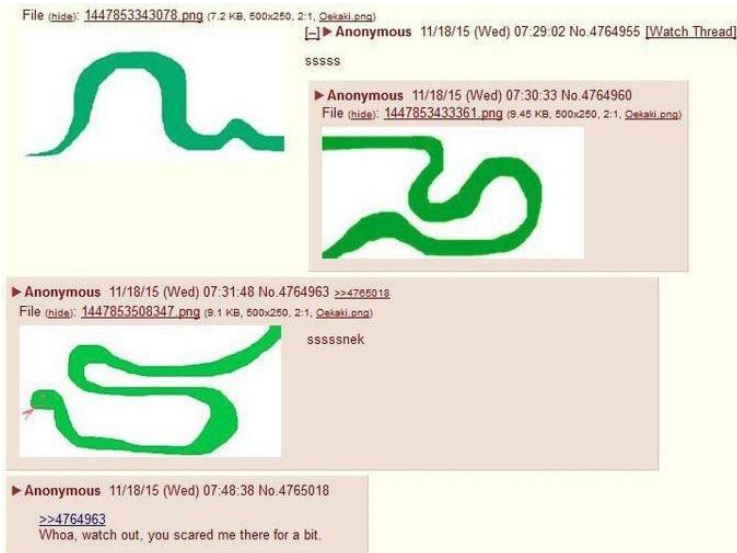 File (hide): 1447853343078.png (7.2 KB, 500x250, 2:1, Oekaki.png)
[–]▶ Anonymous 11/18/15 (Wed) 07:29:02 No.4764955 [Watch Thread]
sssss
▶ Anonymous 11/18/15 (Wed) 07:30:33 No.4764960
File (hide): 1447853433361.png (9.45 KB, 500x250, 2:1, Oekaki.png)
▶ Anonymous 11/18/15 (Wed) 07:31:48 No.4764963 >>4765018
File (hide): 1447853508347.png (9.1 KB, 500x250, 2:1, Oekaki.png)
sssssnek
▶ Anonymous 11/18/15 (Wed) 07:48:38 No.4765018
>>4764963
Whoa, watch out, you scared me there for a bit.